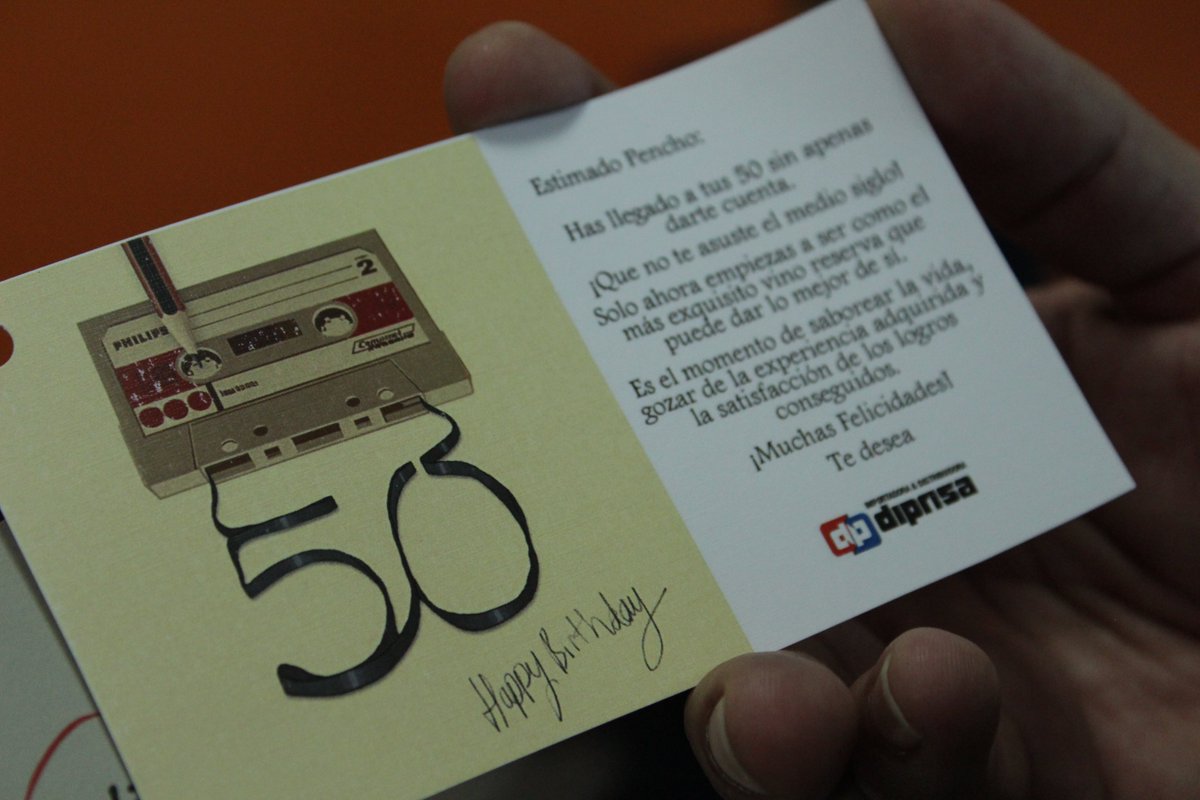 PHILIPS
2
50
Happy Birthday
Estimado Pencho:
Has llegado a tus 50 sin apenas
darte cuenta.
¡Que no te asuste el medio siglo!
Solo ahora empiezas a ser como el
más exquisito vino reserva que
puede dar lo mejor de sí.
Es el momento de saborear la vida,
gozar de la experiencia adquirida y
la satisfacción de los logros
conseguidos.
¡Muchas Felicidades!
Te desea
IMPORTADORA & DISTRIBUIDORA
dp diprisa